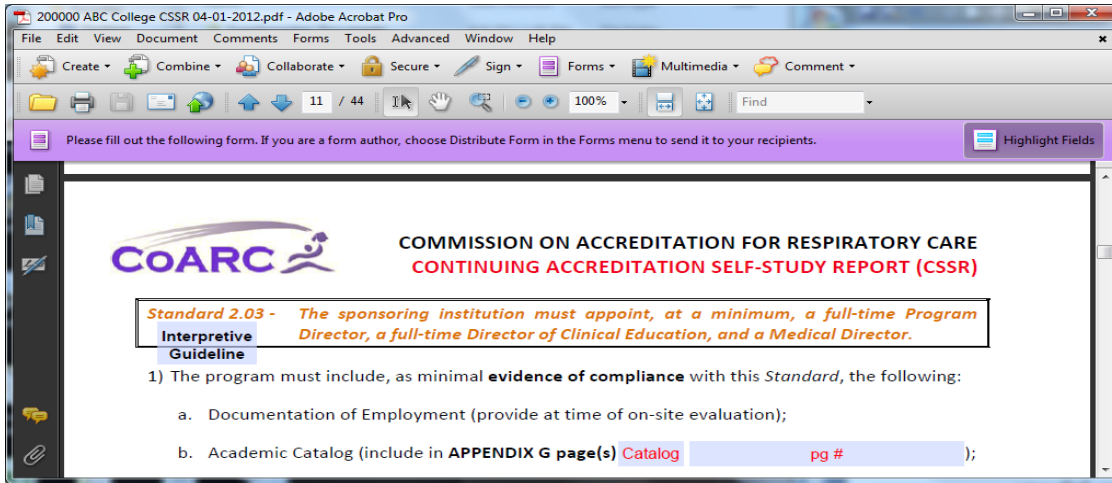 200000 ABC College CSSR 04-01-2012.pdf - Adobe Acrobat Pro
File Edit View Document Comments Forms Tools Advanced Window Help
Create Combine Collaborate Secure Sign Forms Multimedia Comment
11 / 44 100% Find
Please fill out the following form. If you are a form author, choose Distribute Form in the Forms menu to send it to your recipients. Highlight Fields
COARC
COMMISSION ON ACCREDITATION FOR RESPIRATORY CARE
CONTINUING ACCREDITATION SELF-STUDY REPORT (CSSR)
Standard 2.03 - The sponsoring institution must appoint, at a minimum, a full-time Program
Interpretive Director, a full-time Director of Clinical Education, and a Medical Director.
Guideline
1) The program must include, as minimal evidence of compliance with this Standard, the following:
a. Documentation of Employment (provide at time of on-site evaluation);
b. Academic Catalog (include in APPENDIX G page(s) Catalog pg # );